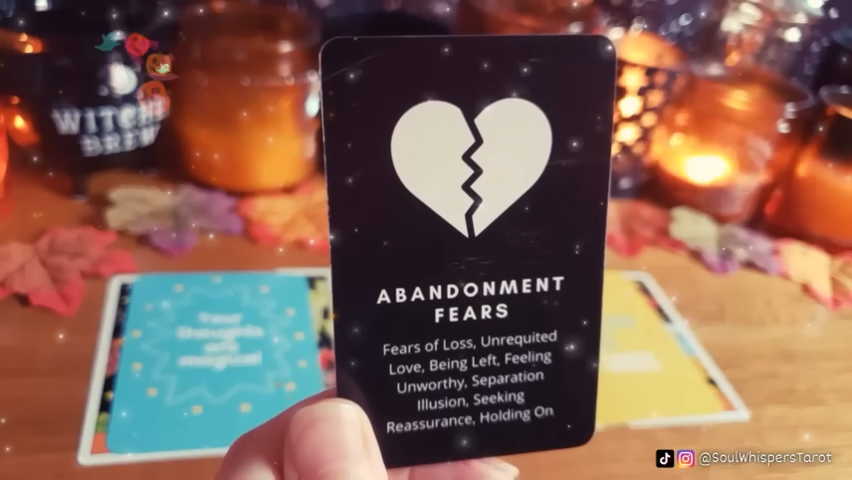 WITCHES
BREW
ABANDONMENT
FEARS
Fears of Loss, Unrequited
Love, Being Left, Feeling
Unworthy, Separation
Illusion, Seeking
Reassurance, Holding On
Your
thoughts
are
magical
@SoulWhispersTarot